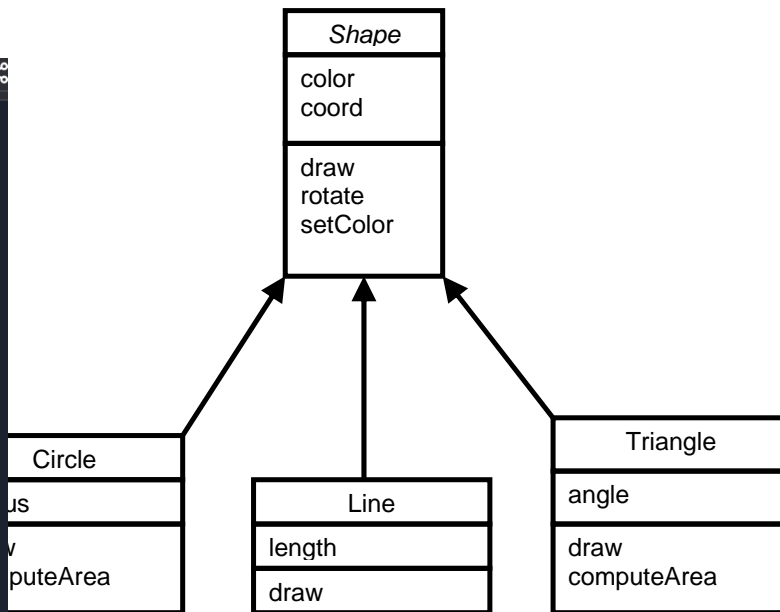 Shape
color
coord
draw
rotate
setColor
Circle
us
w
puteArea
Line
length
draw
Triangle
angle
draw
computeArea